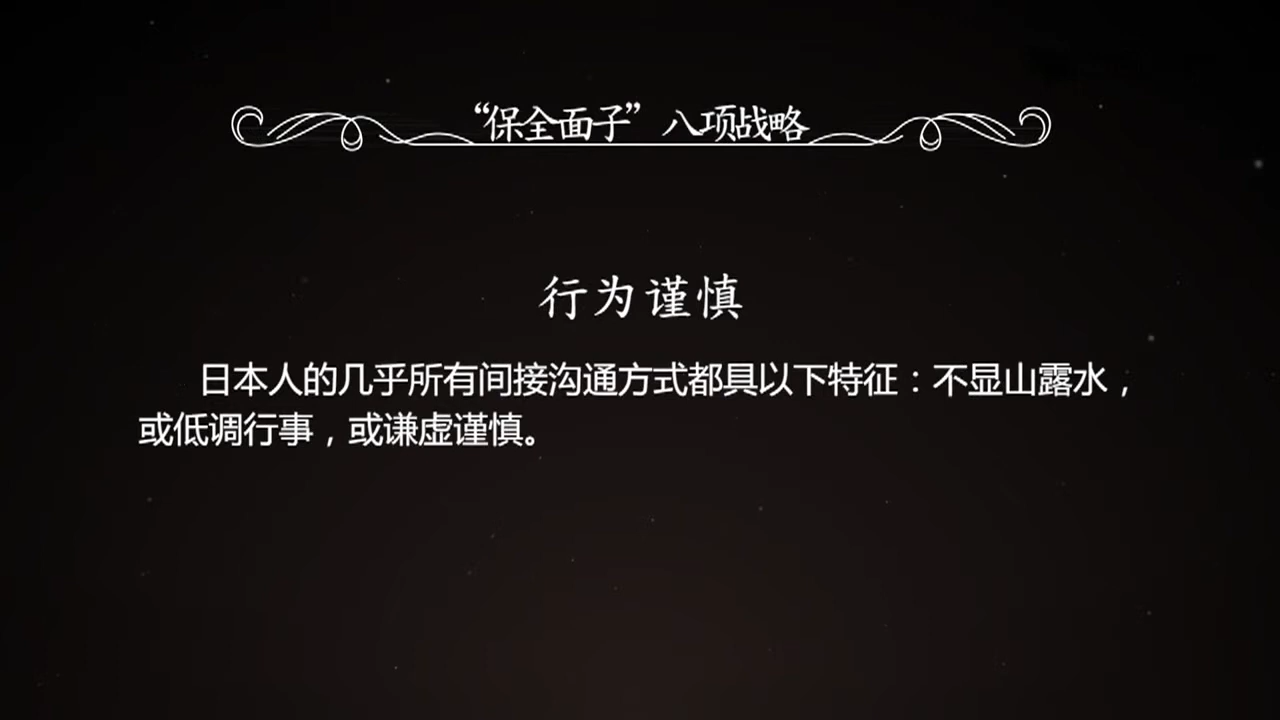 “保全面子”八项战略
行为谨慎
日本人的几乎所有间接沟通方式都具以下特征：不显山露水，
或低调行事，或谦虚谨慎。